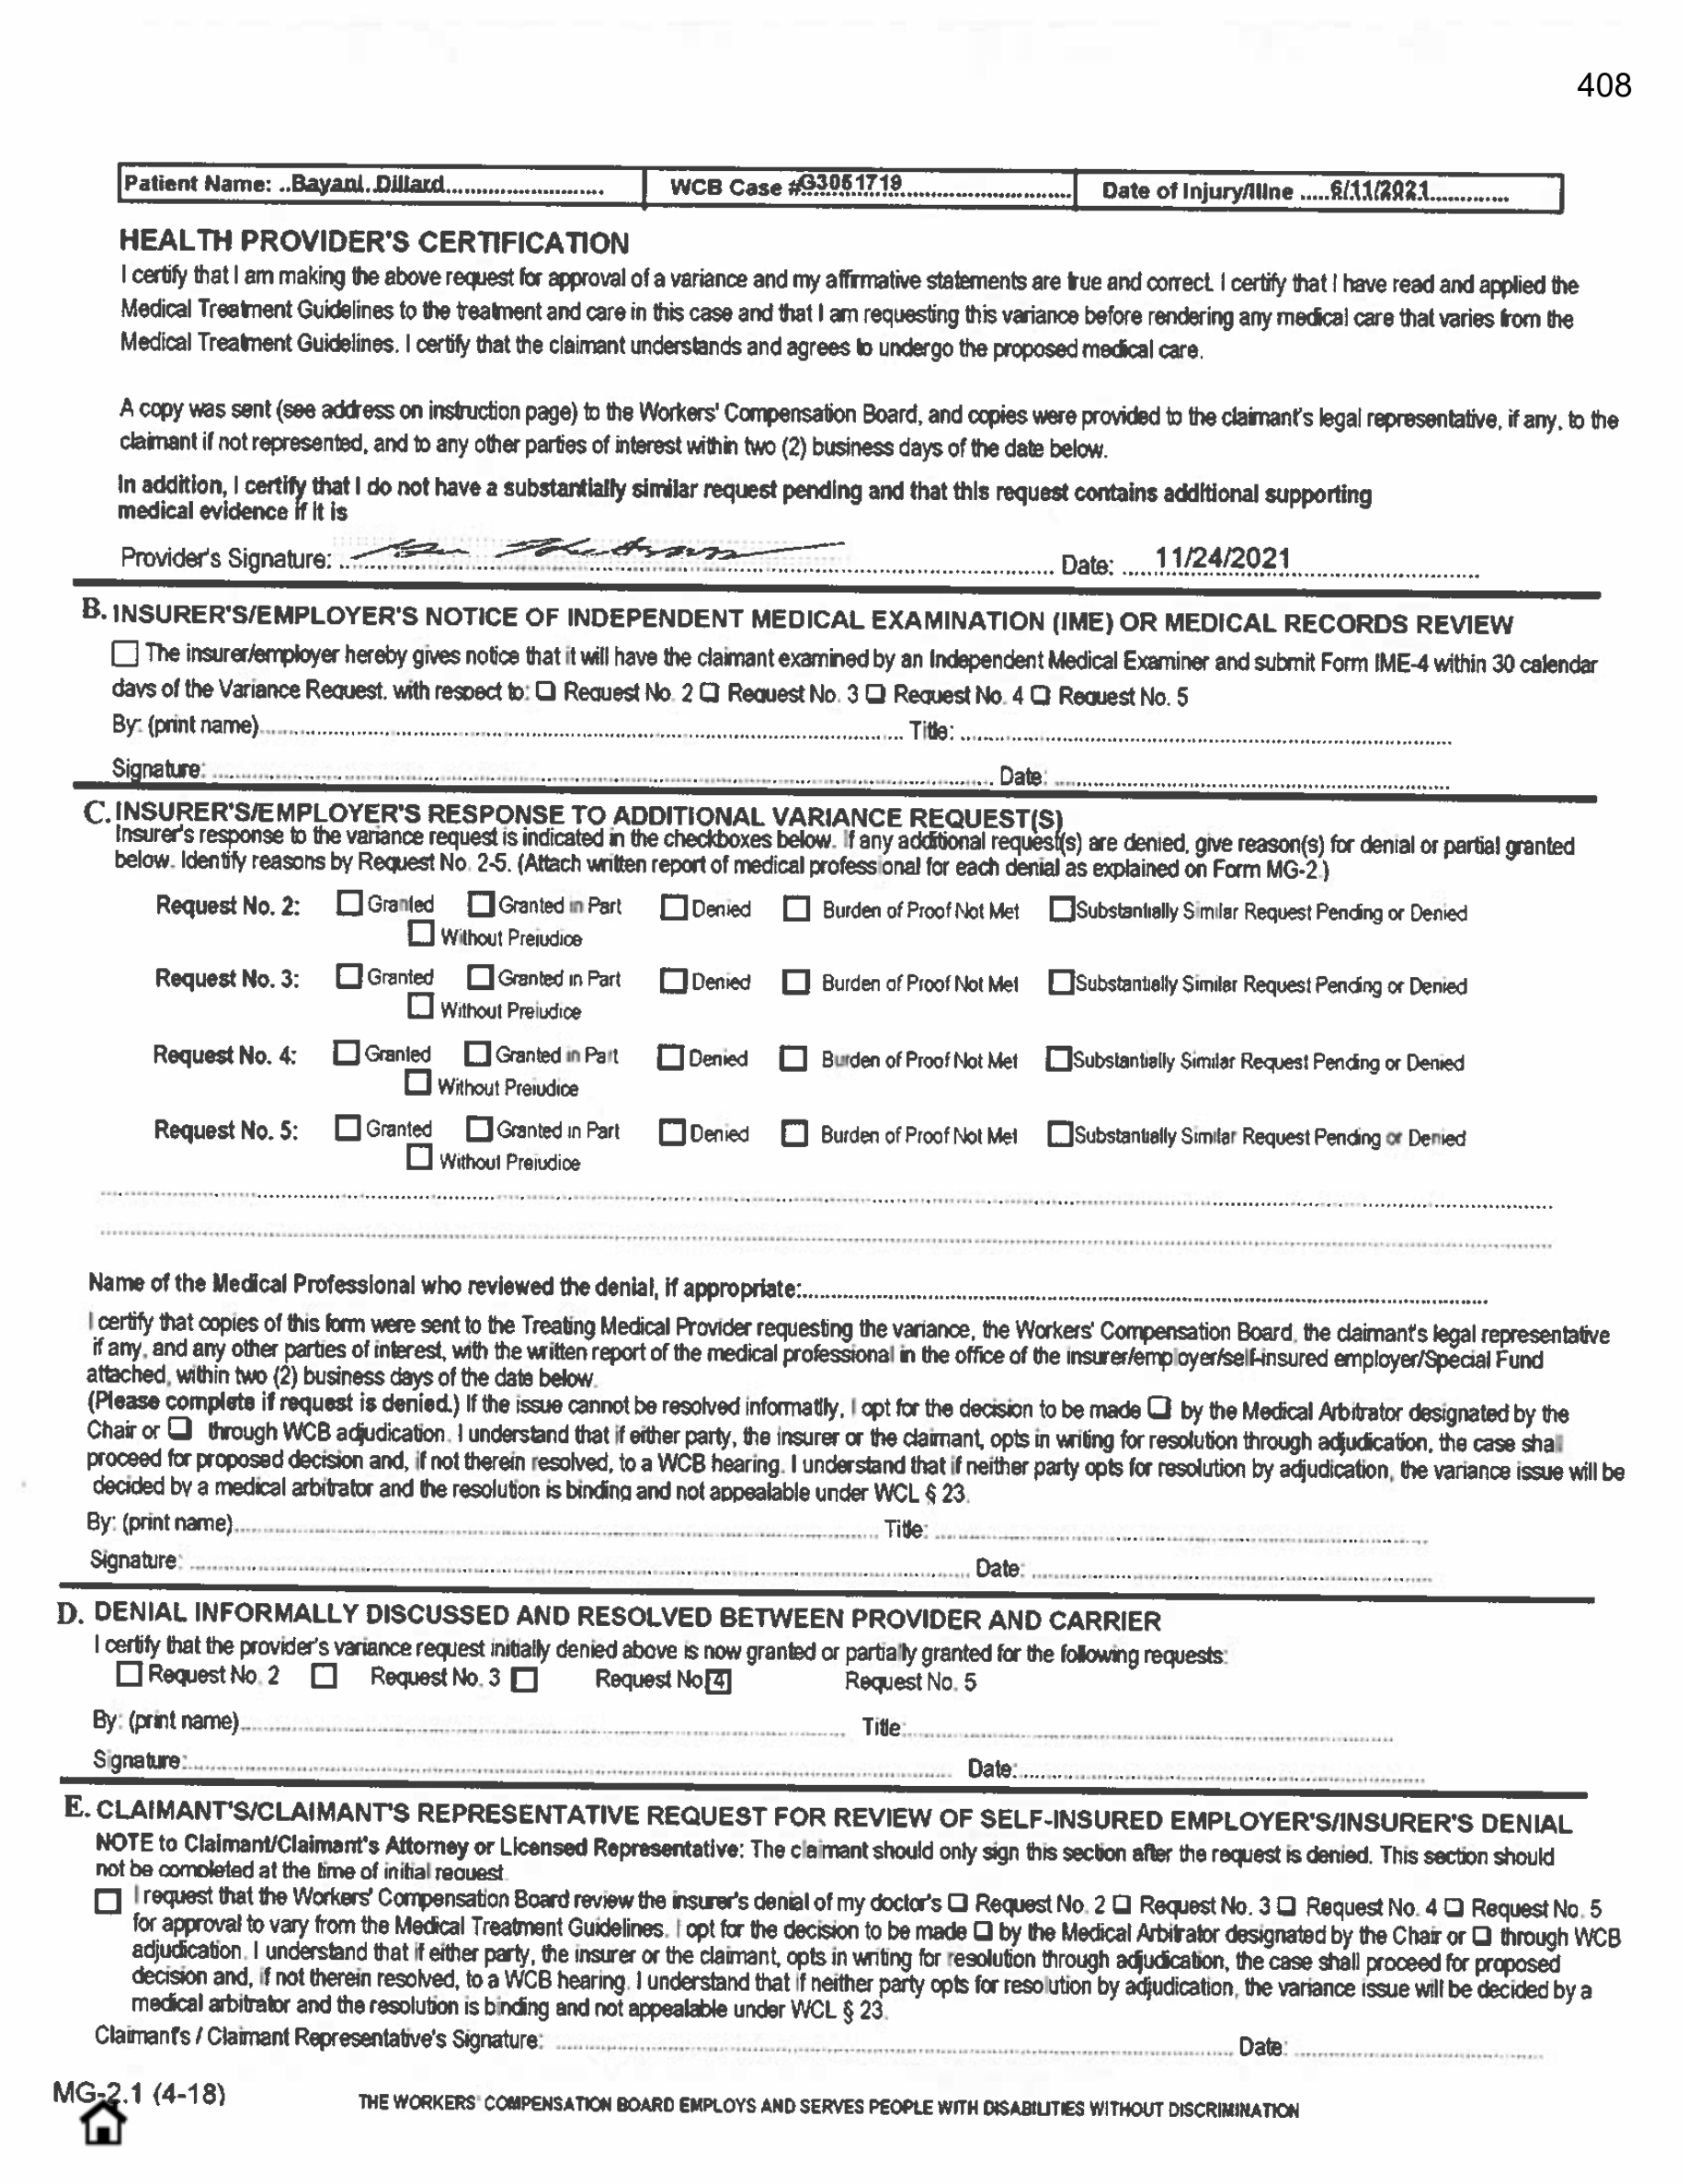 408
Patient Name: ..Bayani. Dillard.......................... WCB Case #G3051719............................ Date of Injury/Illne .....6/11/2021..............
HEALTH PROVIDER'S CERTIFICATION
I certify that I am making the above request for approval of a variance and my affirmative statements are true and correct. I certify that I have read and applied the
Medical Treatment Guidelines to the treatment and care in this case and that I am requesting this variance before rendering any medical care that varies from the
Medical Treatment Guidelines. I certify that the claimant understands and agrees to undergo the proposed medical care.
A copy was sent (see address on instruction page) to the Workers' Compensation Board, and copies were provided to the claimant's legal representative, if any, to the
claimant if not represented, and to any other parties of interest within two (2) business days of the date below.
In addition, I certify that I do not have a substantially similar request pending and that this request contains additional supporting
medical evidence if it is
Provider's Signature: Date: 11/24/2021
B. INSURER'S/EMPLOYER'S NOTICE OF INDEPENDENT MEDICAL EXAMINATION (IME) OR MEDICAL RECORDS REVIEW
☐ The insurer/employer hereby gives notice that it will have the claimant examined by an Independent Medical Examiner and submit Form IME-4 within 30 calendar
days of the Variance Request, with respect to: ☐ Request No. 2 ☐ Request No. 3 ☐ Request No. 4 ☐ Request No. 5
By: (print name) Title:
Signature: Date:
C. INSURER'S/EMPLOYER'S RESPONSE TO ADDITIONAL VARIANCE REQUEST(S)
Insurer's response to the variance request is indicated in the checkboxes below. If any additional request(s) are denied, give reason(s) for denial or partial granted
below. Identify reasons by Request No. 2-5. (Attach written report of medical professional for each denial as explained on Form MG-2.)
Request No. 2: ☐ Granted ☐ Granted in Part ☐ Denied ☐ Burden of Proof Not Met ☐ Substantially Similar Request Pending or Denied
☐ Without Prejudice
Request No. 3: ☐ Granted ☐ Granted in Part ☐ Denied ☐ Burden of Proof Not Met ☐ Substantially Similar Request Pending or Denied
☐ Without Prejudice
Request No. 4: ☐ Granted ☐ Granted in Part ☐ Denied ☐ Burden of Proof Not Met ☐ Substantially Similar Request Pending or Denied
☐ Without Prejudice
Request No. 5: ☐ Granted ☐ Granted in Part ☐ Denied ☐ Burden of Proof Not Met ☐ Substantially Similar Request Pending or Denied
☐ Without Prejudice
Name of the Medical Professional who reviewed the denial, if appropriate:
I certify that copies of this form were sent to the Treating Medical Provider requesting the variance, the Workers' Compensation Board, the claimant's legal representative
if any, and any other parties of interest, with the written report of the medical professional in the office of the insurer/employer/self-insured employer/Special Fund
attached, within two (2) business days of the date below.
(Please complete if request is denied.) If the issue cannot be resolved informatlly, I opt for the decision to be made ☐ by the Medical Arbitrator designated by the
Chair or ☐ through WCB adjudication. I understand that if either party, the insurer or the claimant, opts in writing for resolution through adjudication, the case shal
proceed for proposed decision and, if not therein resolved, to a WCB hearing. I understand that if neither party opts for resolution by adjudication, the variance issue will be
decided by a medical arbitrator and the resolution is binding and not appealable under WCL § 23.
By: (print name) Title:
Signature: Date:
D. DENIAL INFORMALLY DISCUSSED AND RESOLVED BETWEEN PROVIDER AND CARRIER
I certify that the provider's variance request initially denied above is now granted or partially granted for the following requests:
☐ Request No. 2 ☐ Request No. 3 ☐ Request No 4 Request No. 5
By: (print name) Title:
Signature: Date:
E. CLAIMANT'S/CLAIMANT'S REPRESENTATIVE REQUEST FOR REVIEW OF SELF-INSURED EMPLOYER'S/INSURER'S DENIAL
NOTE to Claimant/Claimant's Attorney or Licensed Representative: The claimant should only sign this section after the request is denied. This section should
not be completed at the time of initial request.
☐ I request that the Workers' Compensation Board review the insurer's denial of my doctor's ☐ Request No. 2 ☐ Request No. 3 ☐ Request No. 4 ☐ Request No. 5
for approval to vary from the Medical Treatment Guidelines. I opt for the decision to be made ☐ by the Medical Arbitrator designated by the Chair or ☐ through WCB
adjudication. I understand that if either party, the insurer or the claimant, opts in writing for resolution through adjudication, the case shall proceed for proposed
decision and, if not therein resolved, to a WCB hearing. I understand that if neither party opts for resolution by adjudication, the variance issue will be decided by a
medical arbitrator and the resolution is binding and not appealable under WCL § 23.
Claimant's / Claimant Representative's Signature: Date:
MG-2.1 (4-18)
THE WORKERS' COMPENSATION BOARD EMPLOYS AND SERVES PEOPLE WITH DISABILITIES WITHOUT DISCRIMINATION